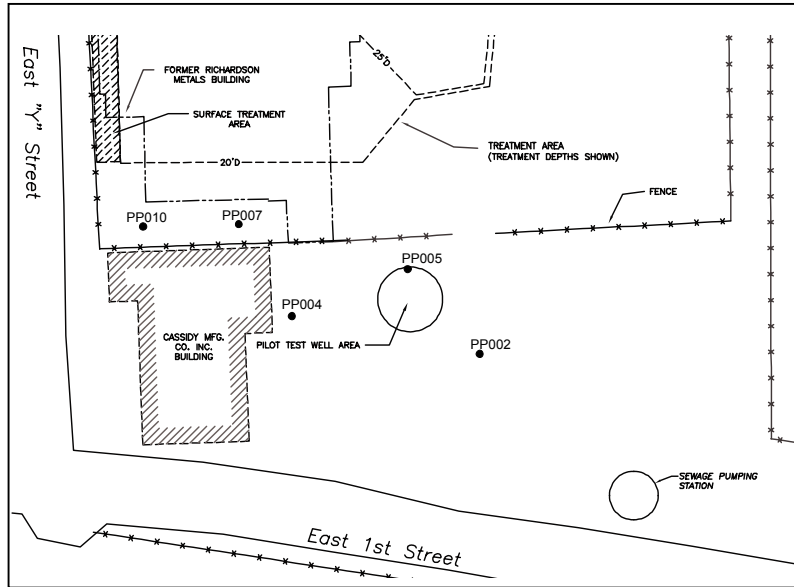 East "Y" Street
FORMER RICHARDSON
METALS BUILDING
SURFACE TREATMENT
AREA
25'D
20'D
TREATMENT AREA
(TREATMENT DEPTHS SHOWN)
FENCE
PP010
PP007
PP005
PP004
PP002
CASSIDY MFG.
CO. INC.
BUILDING
PILOT TEST WELL AREA
SEWAGE PUMPING
STATION
East 1st Street